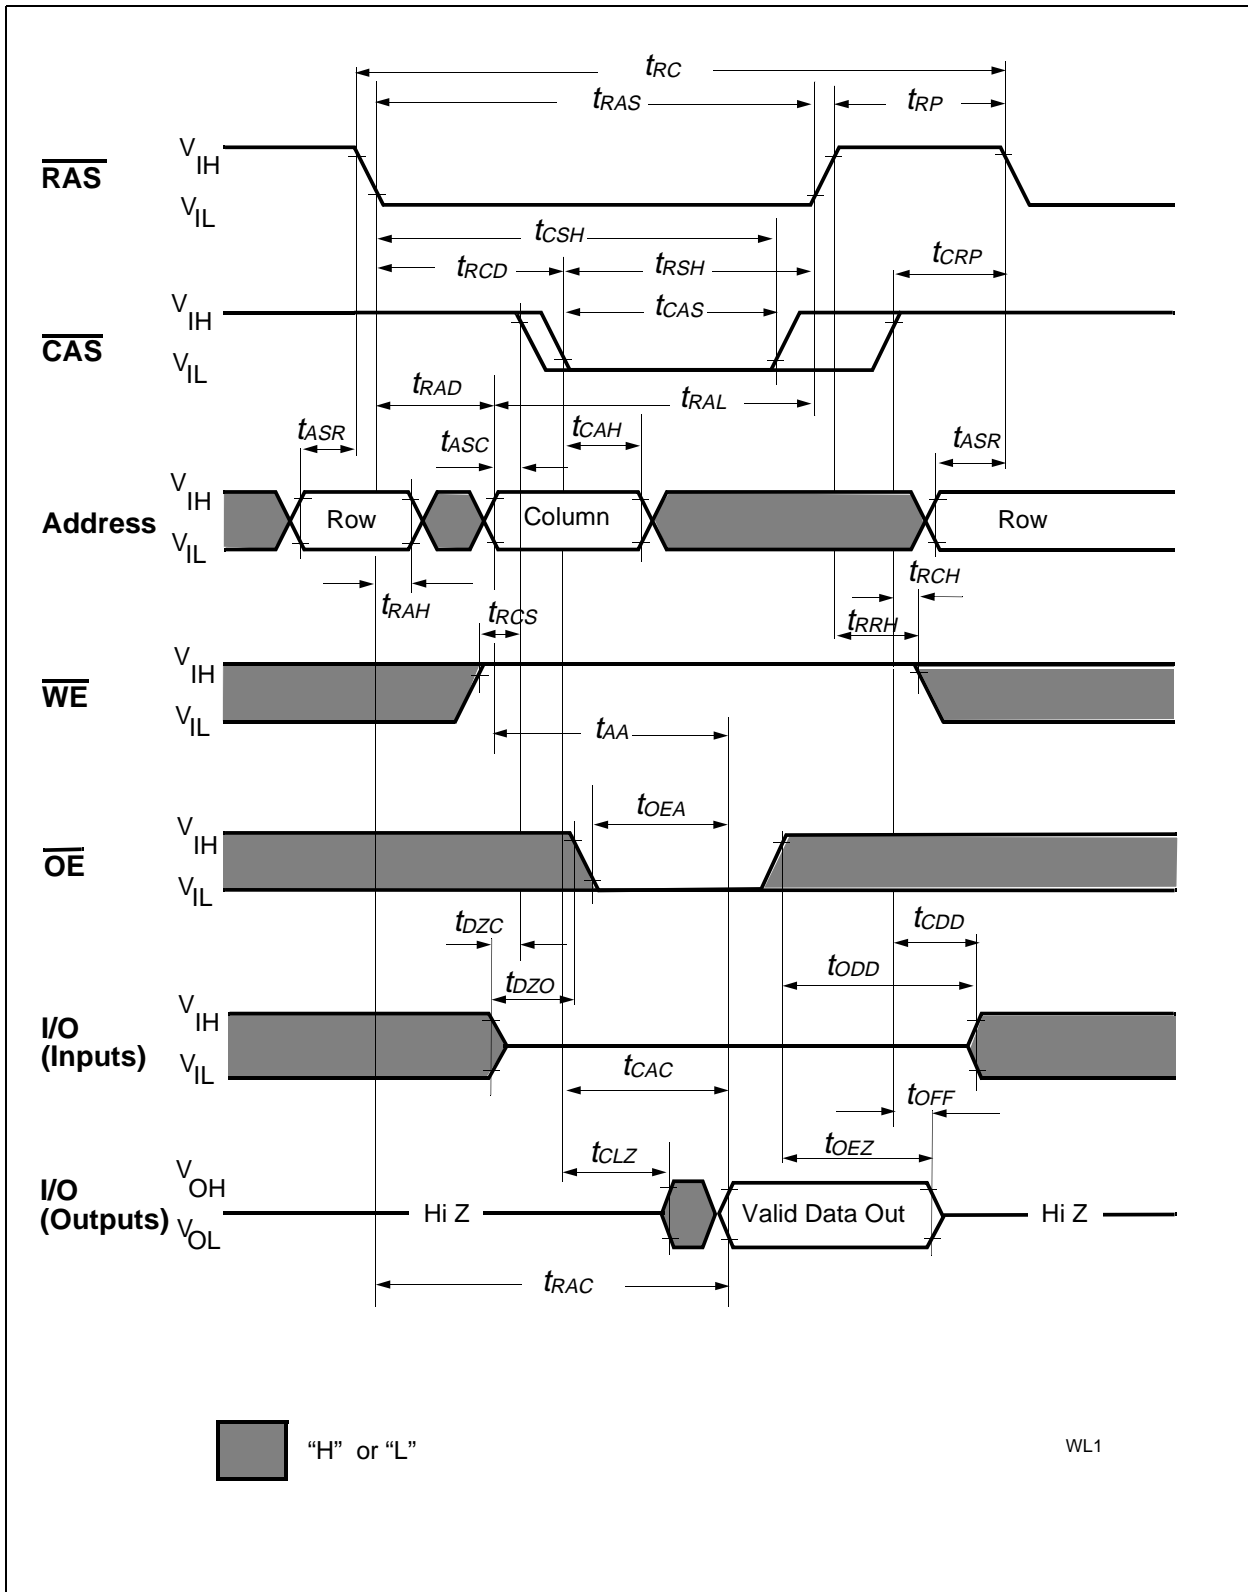 tRC
tRAS
tRP
RAS
VIH
VIL
tCSH
tRCD
tRSH
tCRP
tCAS
CAS
VIH
VIL
tRAD
tRAL
tASR
tASC
tCAH
tASR
Address
VIH
VIL
Row
Column
Row
tRAH
tRCS
tRCH
tRRH
WE
VIH
VIL
tAA
tOEA
OE
VIH
VIL
tDZC
tCDD
tDZO
tODD
I/O
(Inputs)
VIH
VIL
tCAC
tOFF
tCLZ
tOEZ
I/O
(Outputs)
VOH
VOL
Hi Z
Valid Data Out
Hi Z
tRAC
“H” or “L”
WL1